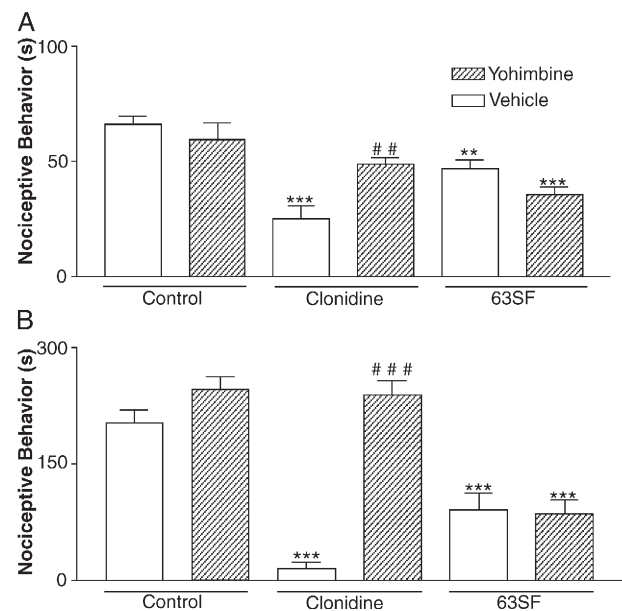 A
Nociceptive Behavior (s)
100
50
0
Yohimbine
Vehicle
***
# #
**
***
Control
Clonidine
63SF
B
Nociceptive Behavior (s)
300
150
0
***
# # #
***
***
Control
Clonidine
63SF